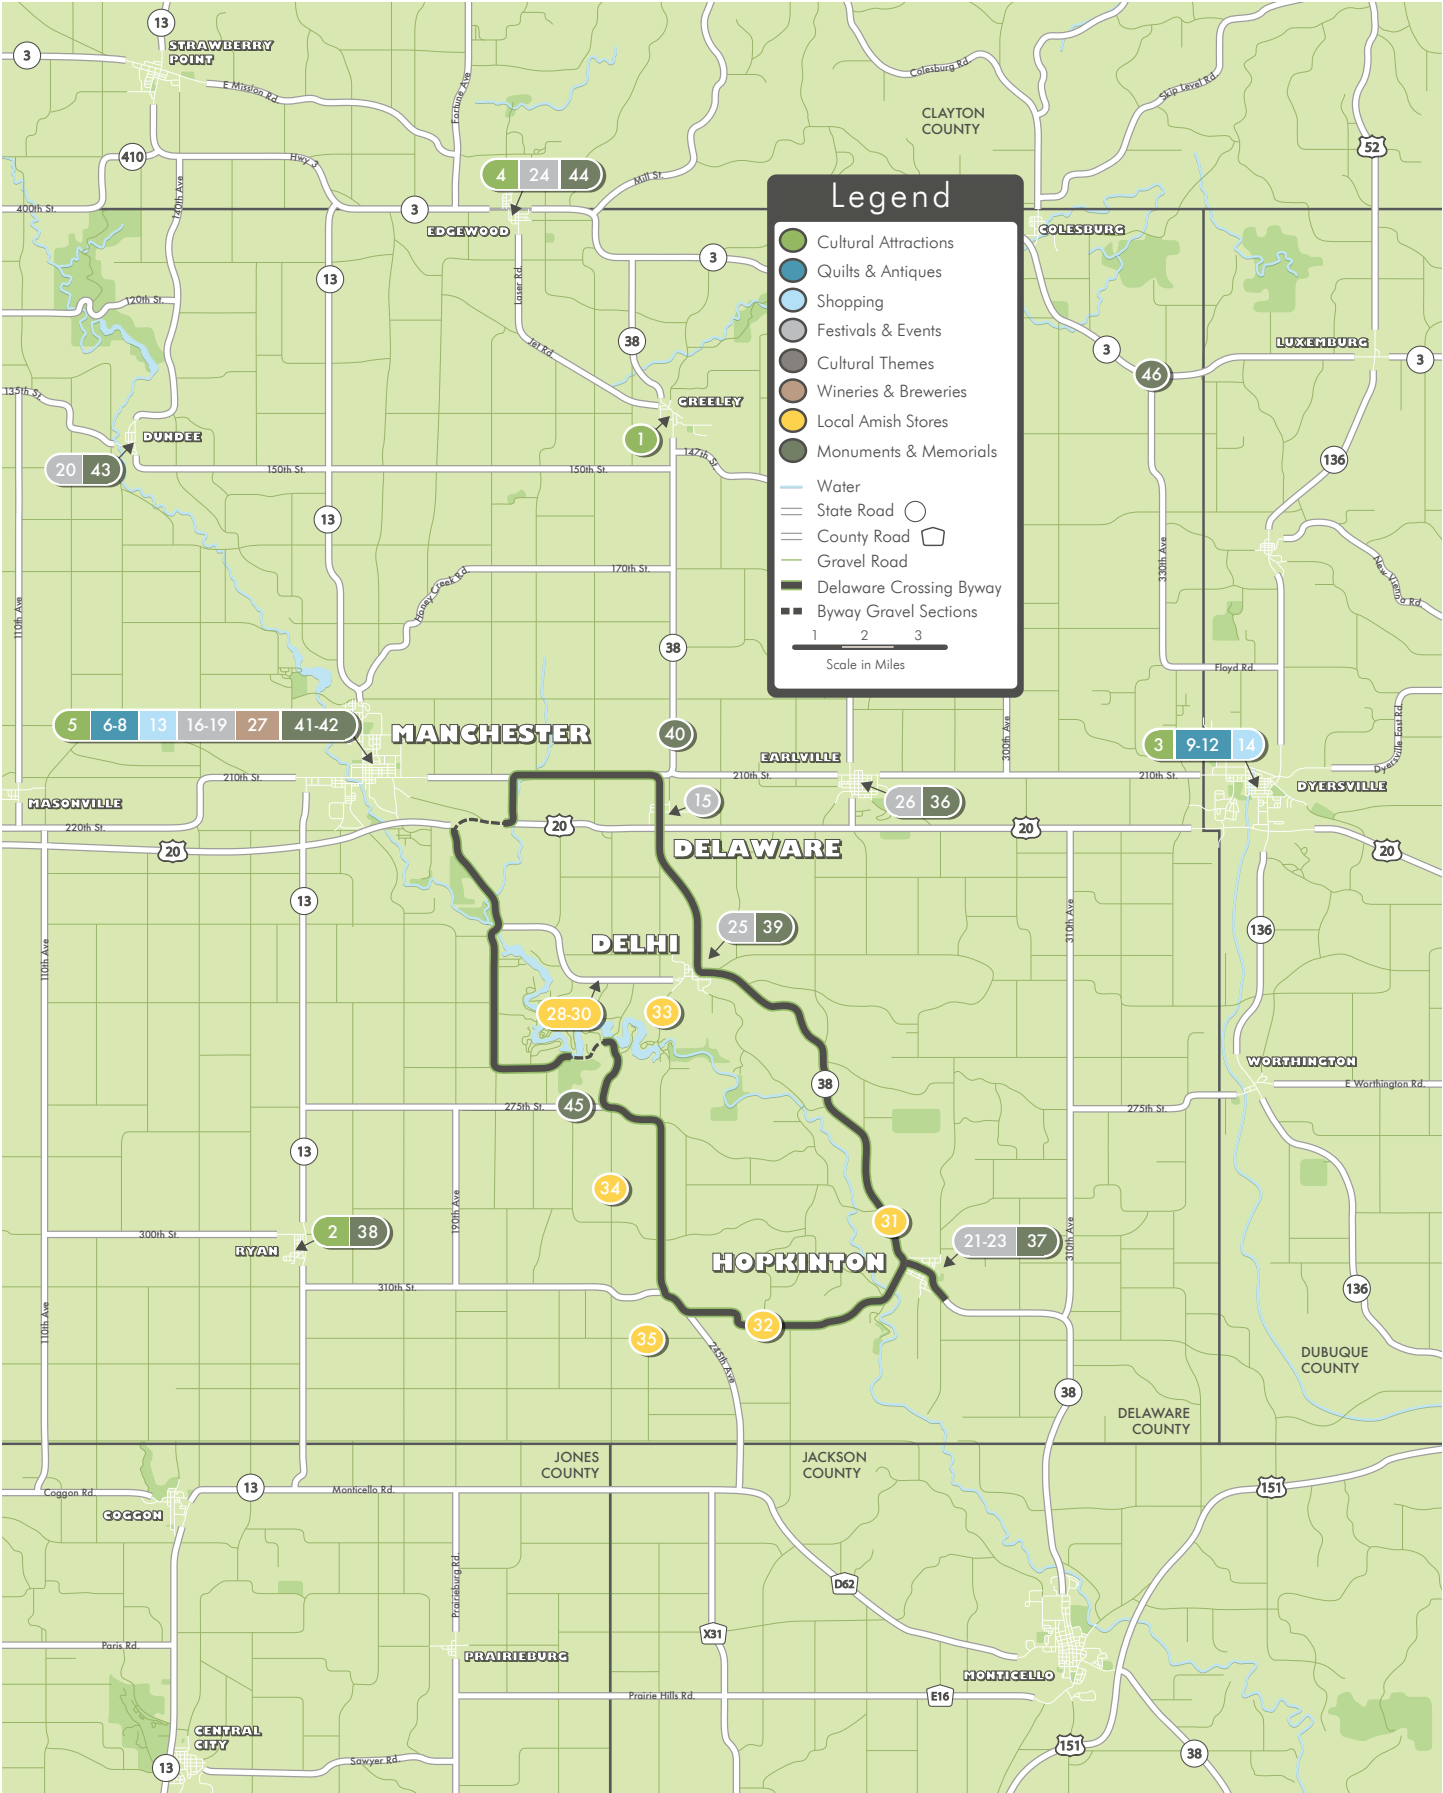 13
STRAWBERRY
POINT
3
E Mission Rd.
Fortune Ave
Colesburg Rd
Skip Level Rd.
CLAYTON
COUNTY
52
410
Hwy 3
140th Ave
400th St.
3
4 24 44
EDGEWOOD
Mill St.
3
COLESBURG
Legend
Cultural Attractions
Quilts & Antiques
Shopping
Festivals & Events
Cultural Themes
Wineries & Breweries
Local Amish Stores
Monuments & Memorials
Water
State Road
County Road
Gravel Road
Delaware Crossing Byway
Byway Gravel Sections
1 2 3
Scale in Miles
13
Laser Rd.
120th St.
38
Jet Rd
3
LUXEMBURG
3
46
135th St.
GREELEY
1
DUNDEE
20 43
150th St.
150th St.
147th St.
136
13
330th Ave
New Vienna Rd
170th St.
Honey Creek Rd.
110th Ave
38
Floyd Rd.
5 6-8 13 16-19 27 41-42
MANCHESTER
40
EARLVILLE
300th Ave
3 9-12 14
Dyersville East Rd.
210th St.
210th St.
210th St.
DYERSVILLE
MASONVILLE
15
26 36
220th St.
20
20
20
20
DELAWARE
13
310th Ave
136
110th Ave
25 39
DELHI
28-30
33
38
WORTHINGTON
E Worthington Rd.
275th St.
45
275th St.
13
34
190th Ave
31
2 38
300th St.
RYAN
21-23 37
310th Ave
HOPKINTON
310th St.
136
110th Ave
35
32
245th Ave
DUBUQUE
COUNTY
38
DELAWARE
COUNTY
JONES
COUNTY
JACKSON
COUNTY
Coggon Rd.
13
Monticello Rd.
151
COGGON
Prairieburg Rd.
D62
X31
Paris Rd.
PRAIRIEBURG
MONTICELLO
Prairie Hills Rd.
E16
CENTRAL
CITY
13
Sawyer Rd.
151
38